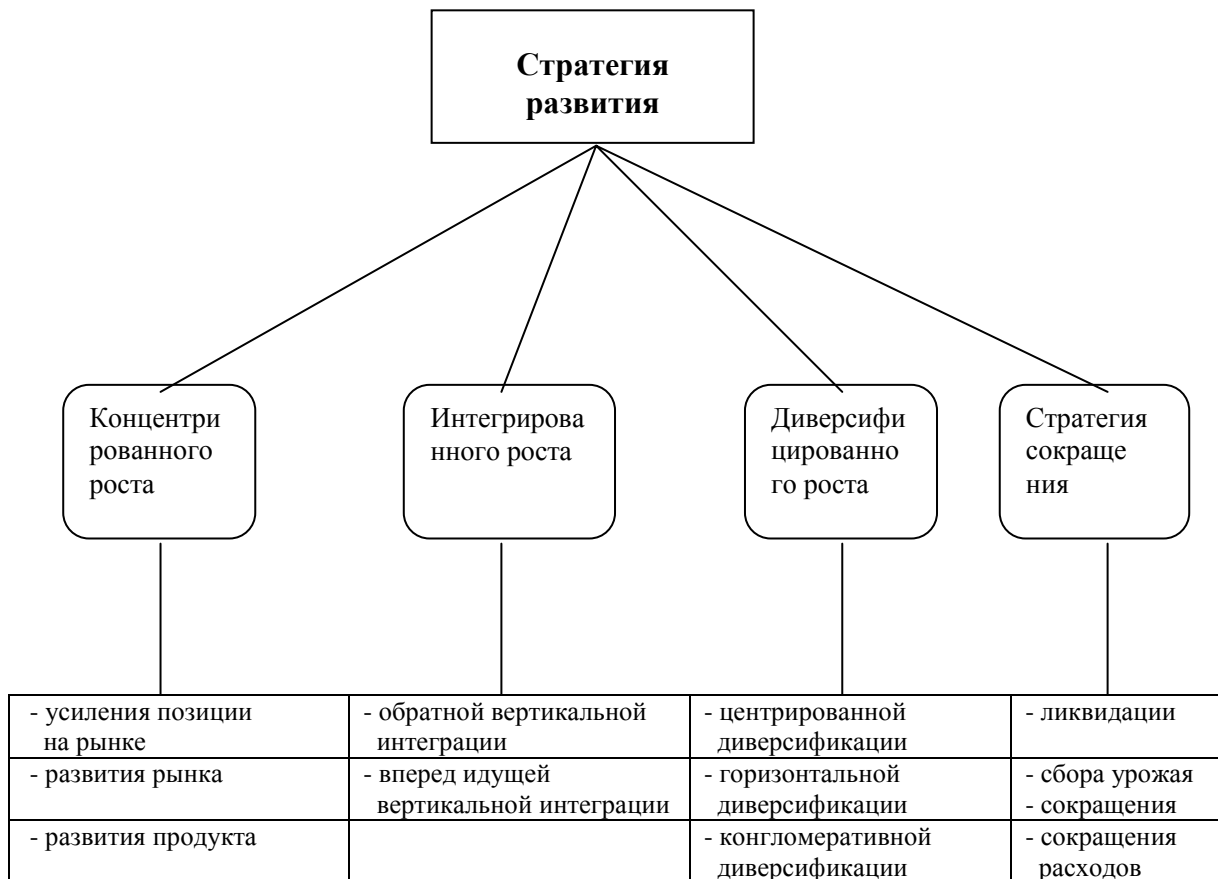 Стратегия
развития
Концентри
рованного
роста
Интегрирова
нного роста
Диверсифи
цированно
го роста
Стратегия
сокраще
ния
- усиления позиции
на рынке
- обратной вертикальной
интеграции
- центрированной
диверсификации
- ликвидации
- развития рынка
- вперед идущей
вертикальной интеграции
- горизонтальной
диверсификации
- сбора урожая
- сокращения
- развития продукта
- конгломеративной
диверсификации
- сокращения
расходов